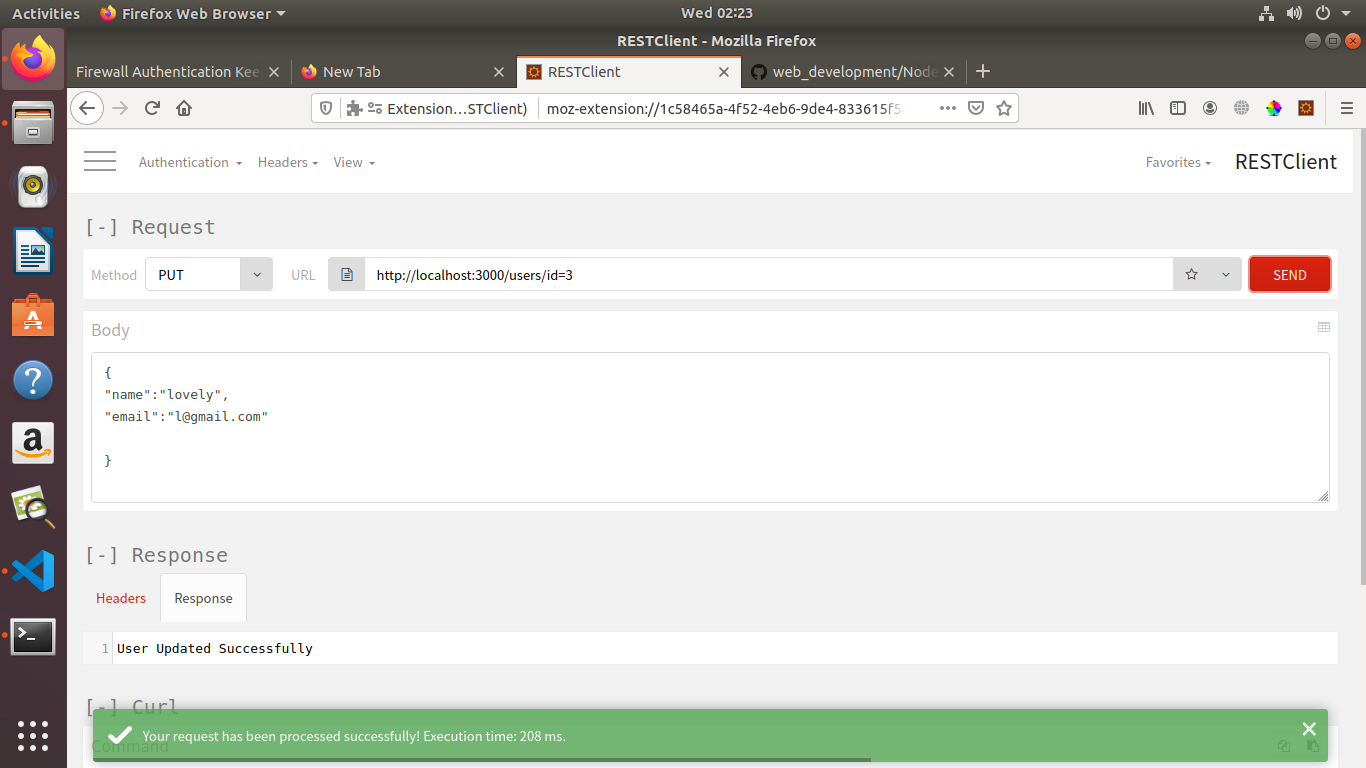 Activities Firefox Web Browser Wed 02:23
RESTClient - Mozilla Firefox
Firewall Authentication Kee New Tab RESTClient web_development/Node
Extension…STClient) moz-extension://1c58465a-4f52-4eb6-9de4-833615f5
Authentication Headers View Favorites RESTClient
[-] Request
Method PUT URL http://localhost:3000/users/id=3 SEND
Body
{
"name":"lovely",
"email":"l@gmail.com"
}
[-] Response
Headers Response
1 User Updated Successfully
[-] Curl
Your request has been processed successfully! Execution time: 208 ms.
Command